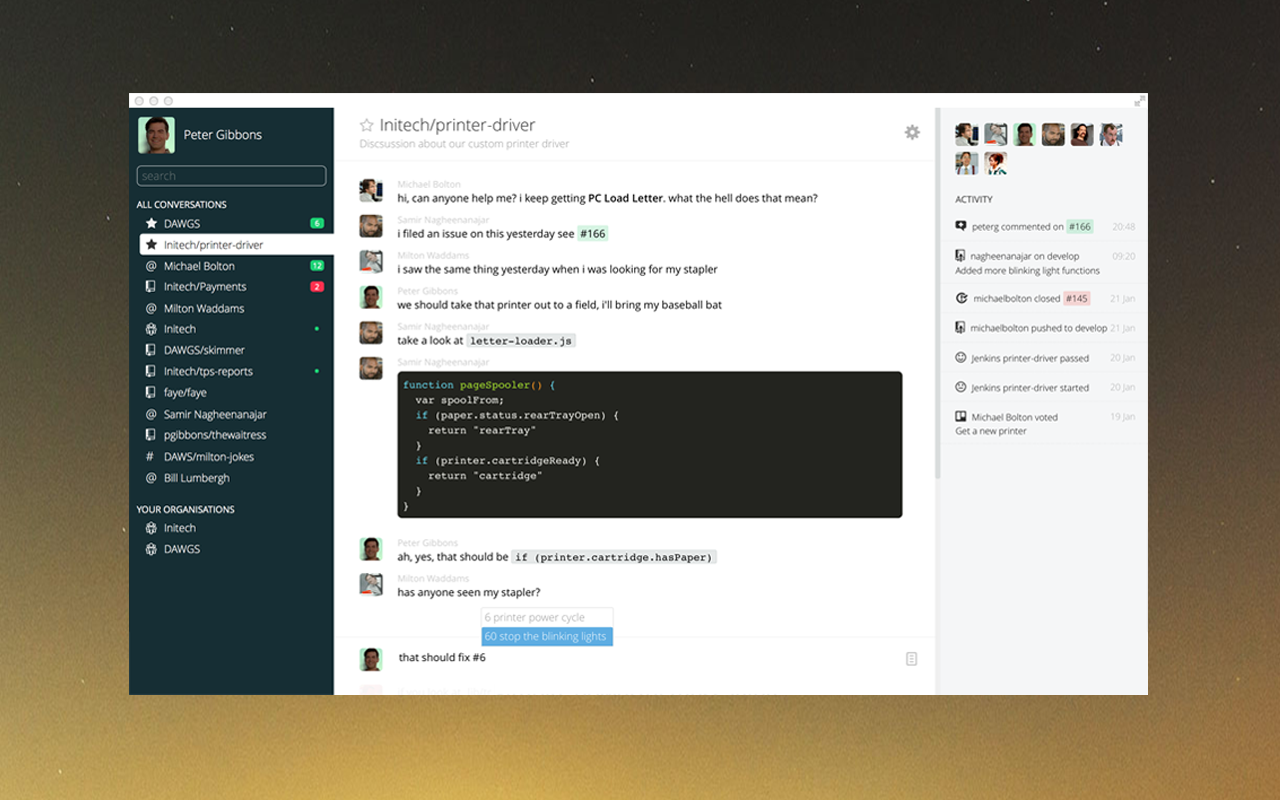 Peter Gibbons
search
ALL CONVERSATIONS
DAWGS 6
Initech/printer-driver
@ Michael Bolton 12
Initech/Payments 2
@ Milton Waddams
Initech
DAWGS/skimmer
Initech/tps-reports
faye/faye
@ Samir Nagheenanajar
pgibbons/thewaitress
# DAWS/milton-jokes
@ Bill Lumbergh
YOUR ORGANISATIONS
Initech
DAWGS
Initech/printer-driver
Discsussion about our custom printer driver
Michael Bolton
hi, can anyone help me? i keep getting PC Load Letter. what the hell does that mean?
Samir Nagheenanajar
i filed an issue on this yesterday see #166
Milton Waddams
i saw the same thing yesterday when i was looking for my stapler
Peter Gibbons
we should take that printer out to a field, i'll bring my baseball bat
Samir Nagheenanajar
take a look at letter-loader.js
Samir Nagheenanajar
function pageSpooler() {
var spoolFrom;
if (paper.status.rearTrayOpen) {
return "rearTray"
}
if (printer.cartridgeReady) {
return "cartridge"
}
}
Peter Gibbons
ah, yes, that should be if (printer.cartridge.hasPaper)
Milton Waddams
has anyone seen my stapler?
6 printer power cycle
60 stop the blinking lights
that should fix #6
ACTIVITY
peterg commented on #166 20:48
nagheenanajar on develop 09:20
Added more blinking light functions
michaelbolton closed #145 21 Jan
michaelbolton pushed to develop 21 Jan
Jenkins printer-driver passed 20 Jan
Jenkins printer-driver started 20 Jan
Michael Bolton voted 19 Jan
Get a new printer